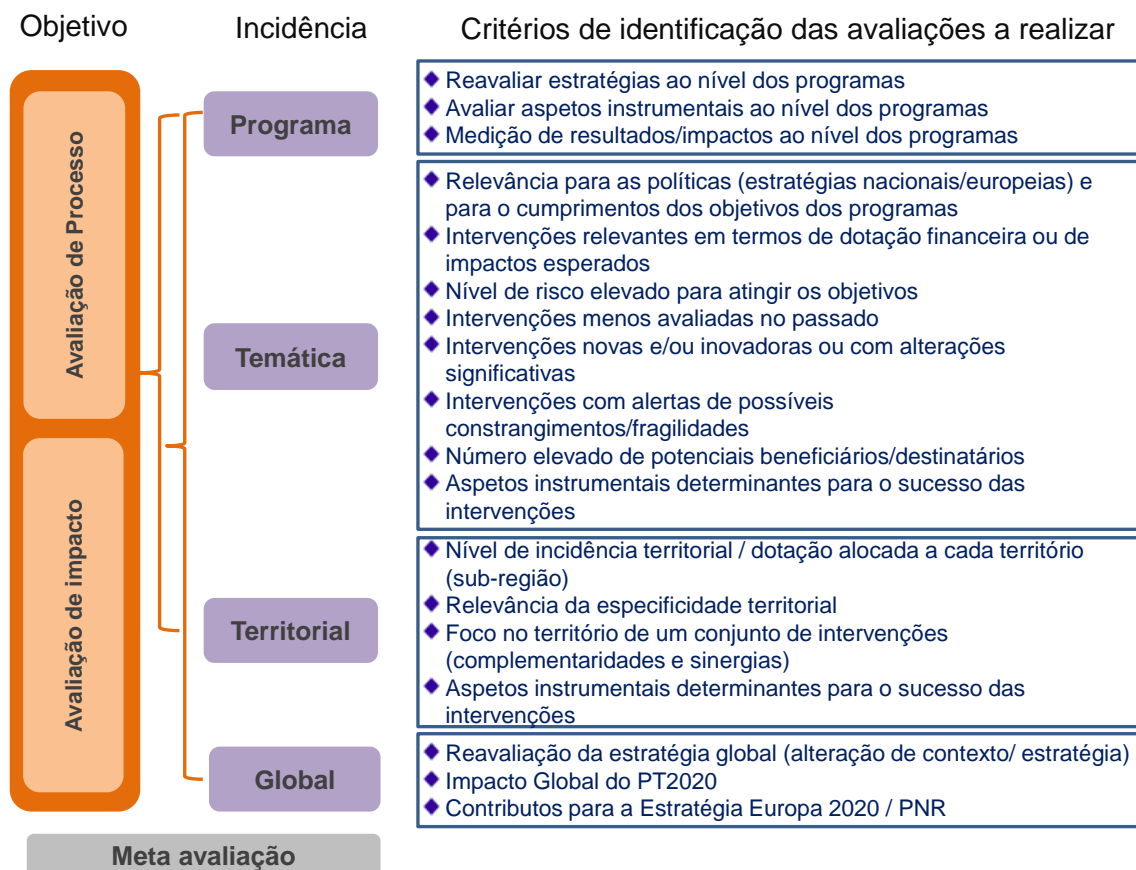 Objetivo
Incidência
Critérios de identificação das avaliações a realizar
Avaliação de Processo
Avaliação de impacto
Programa
Reavaliar estratégias ao nível dos programas
Avaliar aspetos instrumentais ao nível dos programas
Medição de resultados/impactos ao nível dos programas
Temática
Relevância para as políticas (estratégias nacionais/europeias) e
para o cumprimentos dos objetivos dos programas
Intervenções relevantes em termos de dotação financeira ou de
impactos esperados
Nível de risco elevado para atingir os objetivos
Intervenções menos avaliadas no passado
Intervenções novas e/ou inovadoras ou com alterações
significativas
Intervenções com alertas de possíveis
constrangimentos/fragilidades
Número elevado de potenciais beneficiários/destinatários
Aspetos instrumentais determinantes para o sucesso das
intervenções
Territorial
Nível de incidência territorial / dotação alocada a cada território
(sub-região)
Relevância da especificidade territorial
Foco no território de um conjunto de intervenções
(complementaridades e sinergias)
Aspetos instrumentais determinantes para o sucesso das
intervenções
Global
Reavaliação da estratégia global (alteração de contexto/ estratégia)
Impacto Global do PT2020
Contributos para a Estratégia Europa 2020 / PNR
Meta avaliação